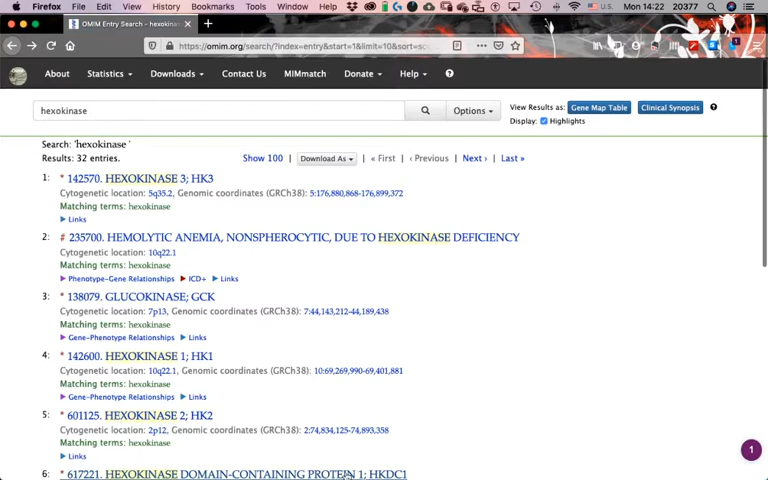 Firefox File Edit View History Bookmarks Tools Window Help U.S. Mon 14:22 20377
OMIM Entry Search - hexokinas
https://omim.org/search/?index=entry&start=1&limit=10&sort=sc
About Statistics Downloads Contact Us MIMmatch Donate Help
hexokinase Options View Results as: Gene Map Table Clinical Synopsis
Display: Highlights
Search: 'hexokinase '
Results: 32 entries. Show 100 | Download As | « First | ‹ Previous | Next › | Last »
1: * 142570. HEXOKINASE 3; HK3
Cytogenetic location: 5q35.2, Genomic coordinates (GRCh38): 5:176,880,868-176,899,372
Matching terms: hexokinase
Links
2: # 235700. HEMOLYTIC ANEMIA, NONSPHEROCYTIC, DUE TO HEXOKINASE DEFICIENCY
Cytogenetic location: 10q22.1
Matching terms: hexokinase
Phenotype-Gene Relationships ICD+ Links
3: * 138079. GLUCOKINASE; GCK
Cytogenetic location: 7p13, Genomic coordinates (GRCh38): 7:44,143,212-44,189,438
Matching terms: hexokinase
Gene-Phenotype Relationships Links
4: * 142600. HEXOKINASE 1; HK1
Cytogenetic location: 10q22.1, Genomic coordinates (GRCh38): 10:69,269,990-69,401,881
Matching terms: hexokinase
Gene-Phenotype Relationships Links
5: * 601125. HEXOKINASE 2; HK2
Cytogenetic location: 2p12, Genomic coordinates (GRCh38): 2:74,834,125-74,893,358
Matching terms: hexokinase
Links
1
6: * 617221. HEXOKINASE DOMAIN-CONTAINING PROTEIN 1; HKDC1